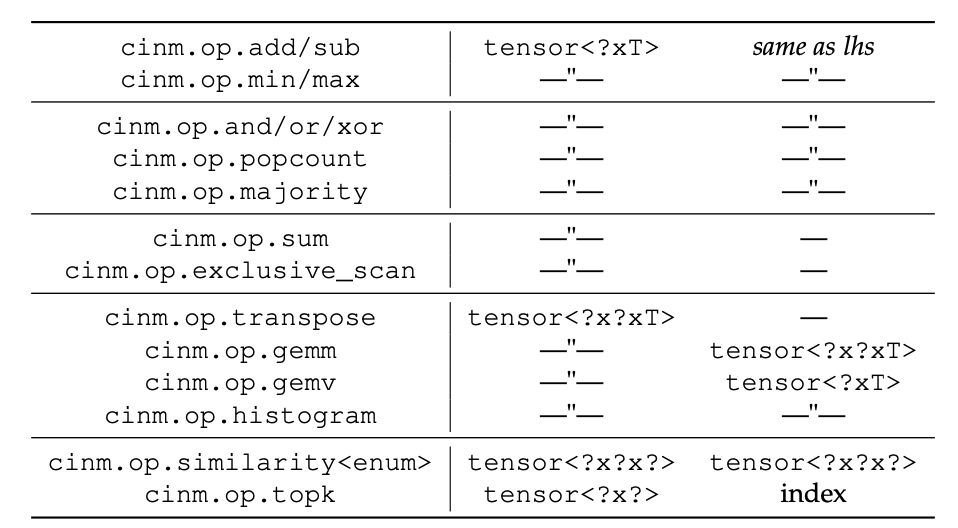 cinm.op.add/sub tensor<?xT> same as lhs
cinm.op.min/max —"— —"—
cinm.op.and/or/xor —"— —"—
cinm.op.popcount —"— —"—
cinm.op.majority —"— —"—
cinm.op.sum —"— —
cinm.op.exclusive_scan —"— —
cinm.op.transpose tensor<?x?xT> —
cinm.op.gemm —"— tensor<?x?xT>
cinm.op.gemv —"— tensor<?xT>
cinm.op.histogram —"— —"—
cinm.op.similarity<enum> tensor<?x?x?> tensor<?x?x?>
cinm.op.topk tensor<?x?> index